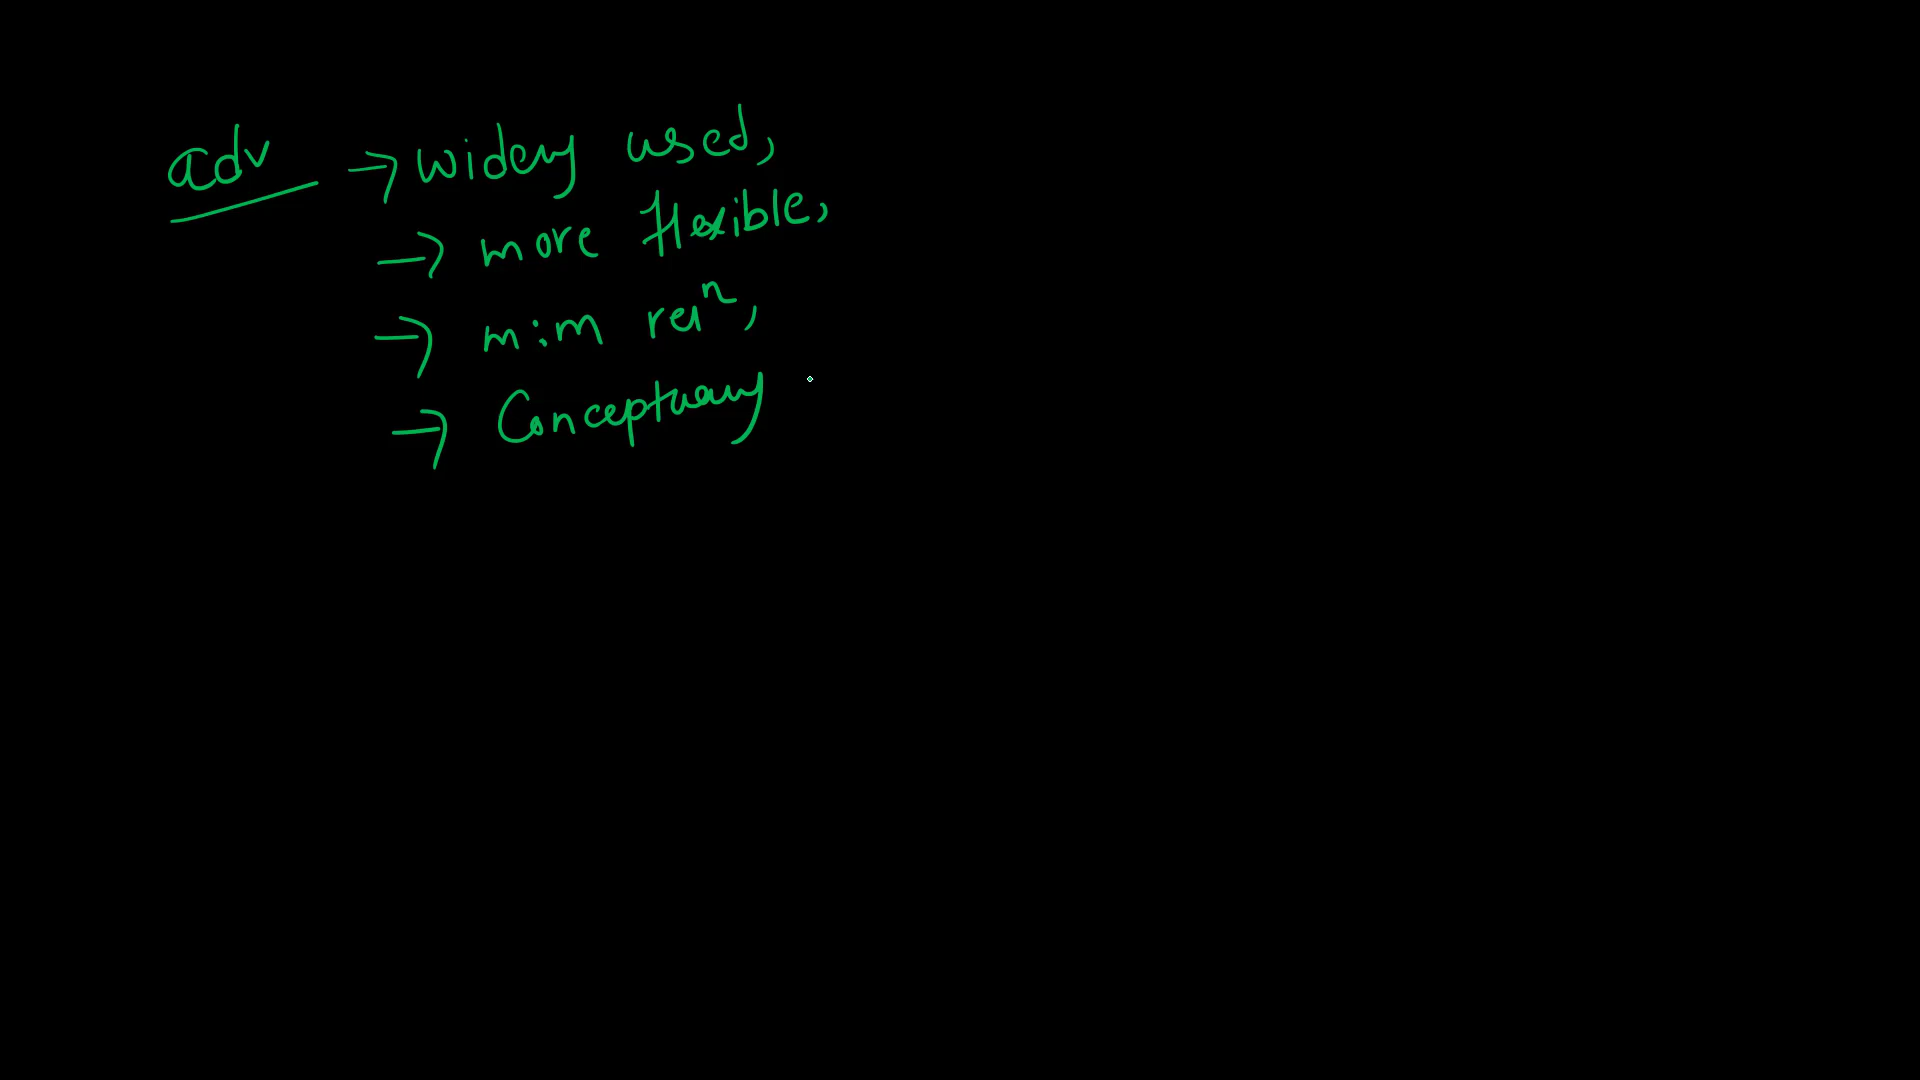 adv → widely used,
→ more flexible,
→ m:m relⁿ,
→ Conceptually